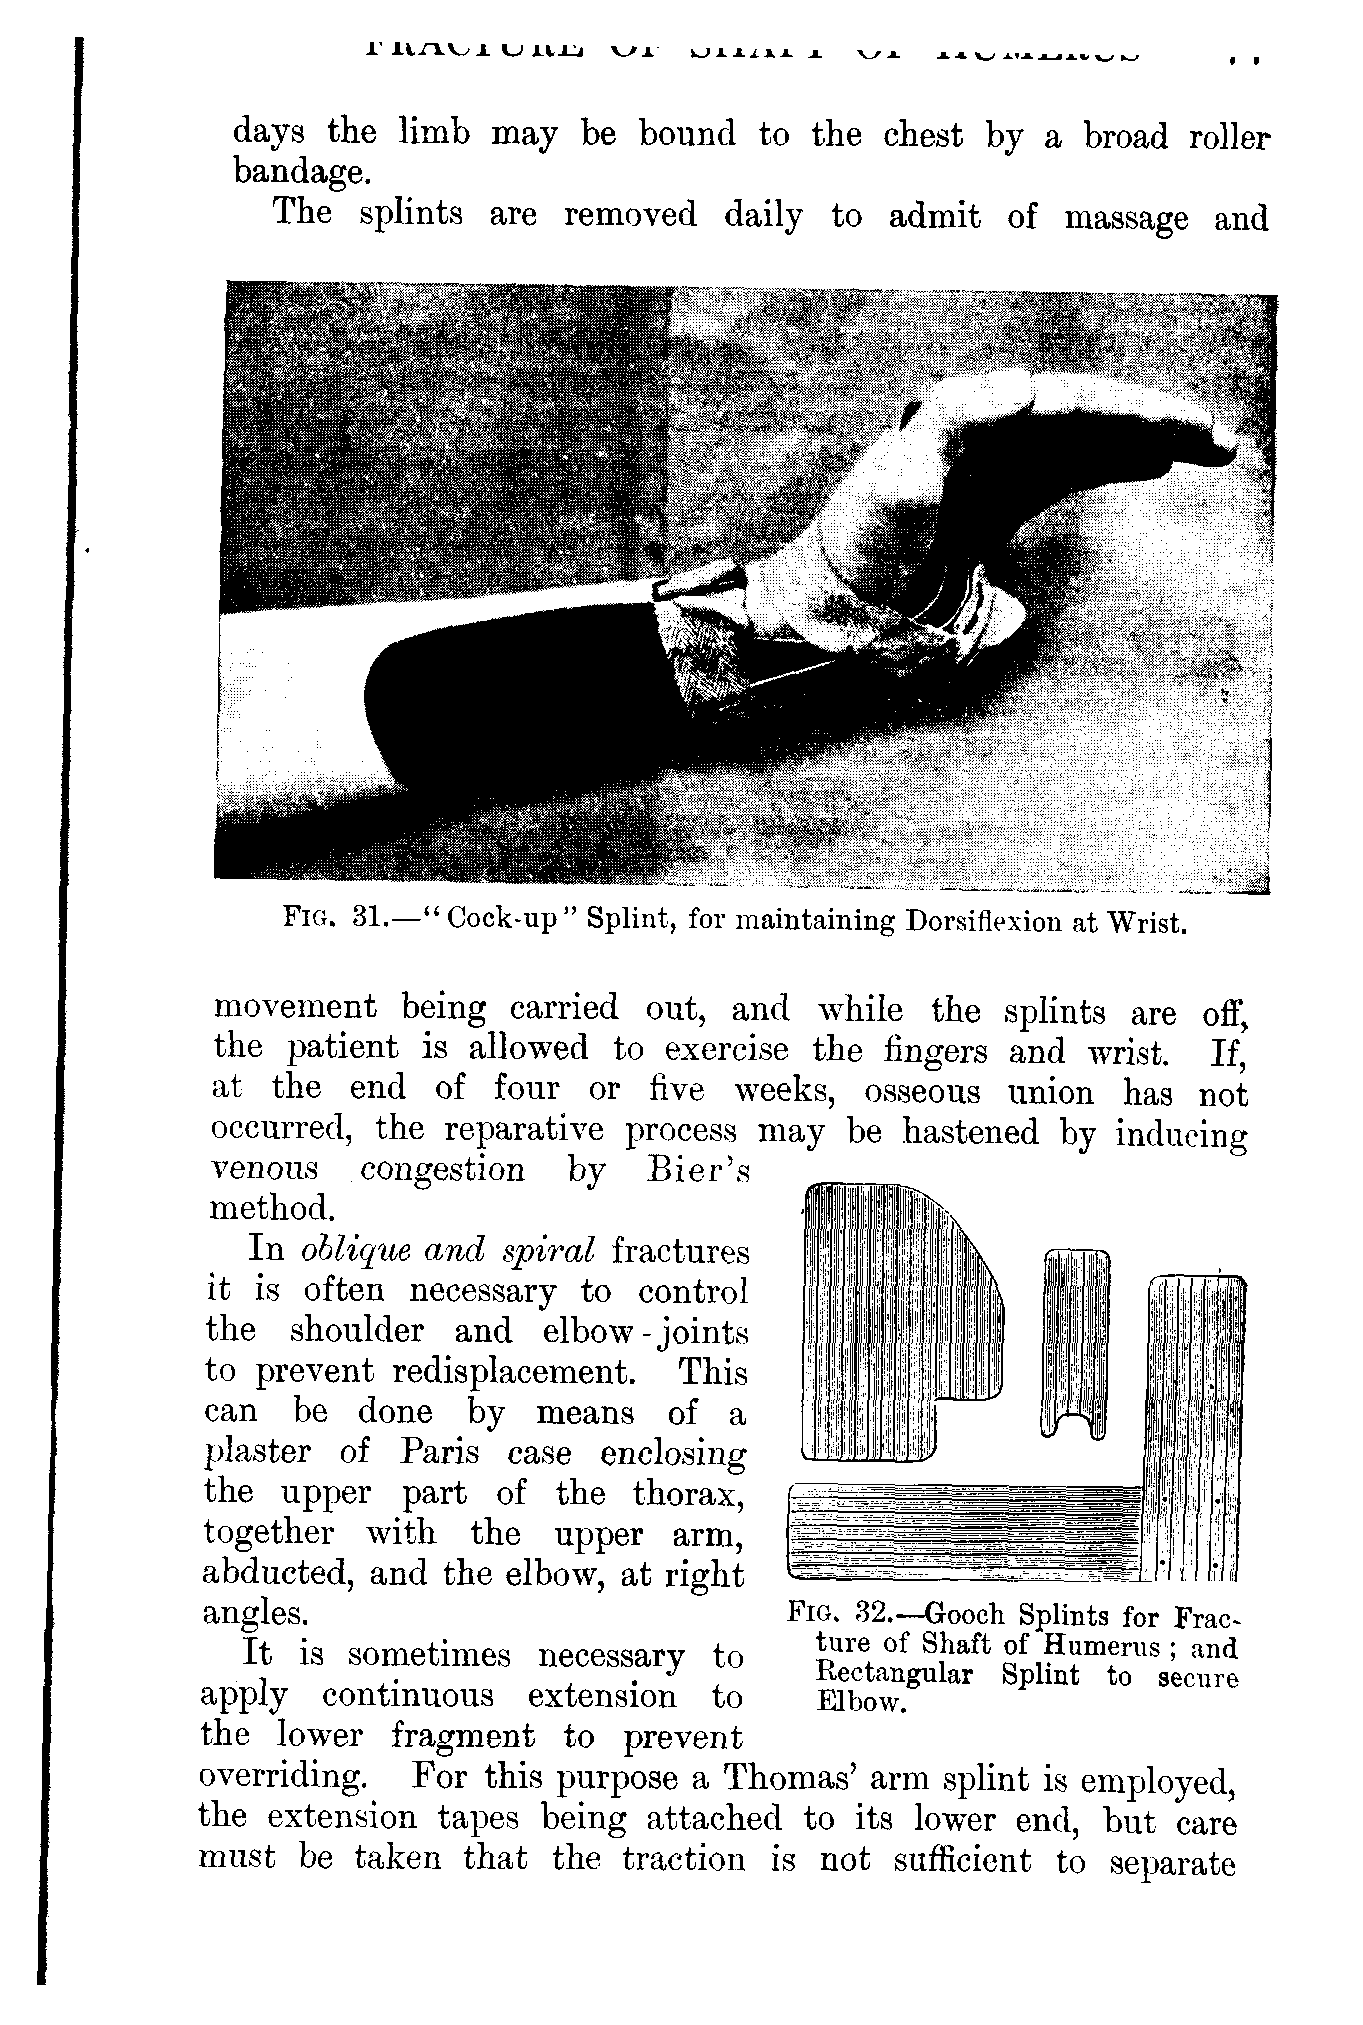 FRACTURE OF SHAFT OF HUMERUS
days the limb may be bound to the chest by a broad roller
bandage.
The splints are removed daily to admit of massage and
FIG. 31.—“Cock-up” Splint, for maintaining Dorsiflexion at Wrist.
movement being carried out, and while the splints are off,
the patient is allowed to exercise the fingers and wrist. If,
at the end of four or five weeks, osseous union has not
occurred, the reparative process may be hastened by inducing
venous congestion by Bier’s
method.
In oblique and spiral fractures
it is often necessary to control
the shoulder and elbow-joints
to prevent redisplacement. This
can be done by means of a
plaster of Paris case enclosing
the upper part of the thorax,
together with the upper arm,
abducted, and the elbow, at right
angles.
It is sometimes necessary to
apply continuous extension to
the lower fragment to prevent
FIG. 32.—Gooch Splints for Frac-
ture of Shaft of Humerus; and
Rectangular Splint to secure
Elbow.
overriding. For this purpose a Thomas’ arm splint is employed,
the extension tapes being attached to its lower end, but care
must be taken that the traction is not sufficient to separate